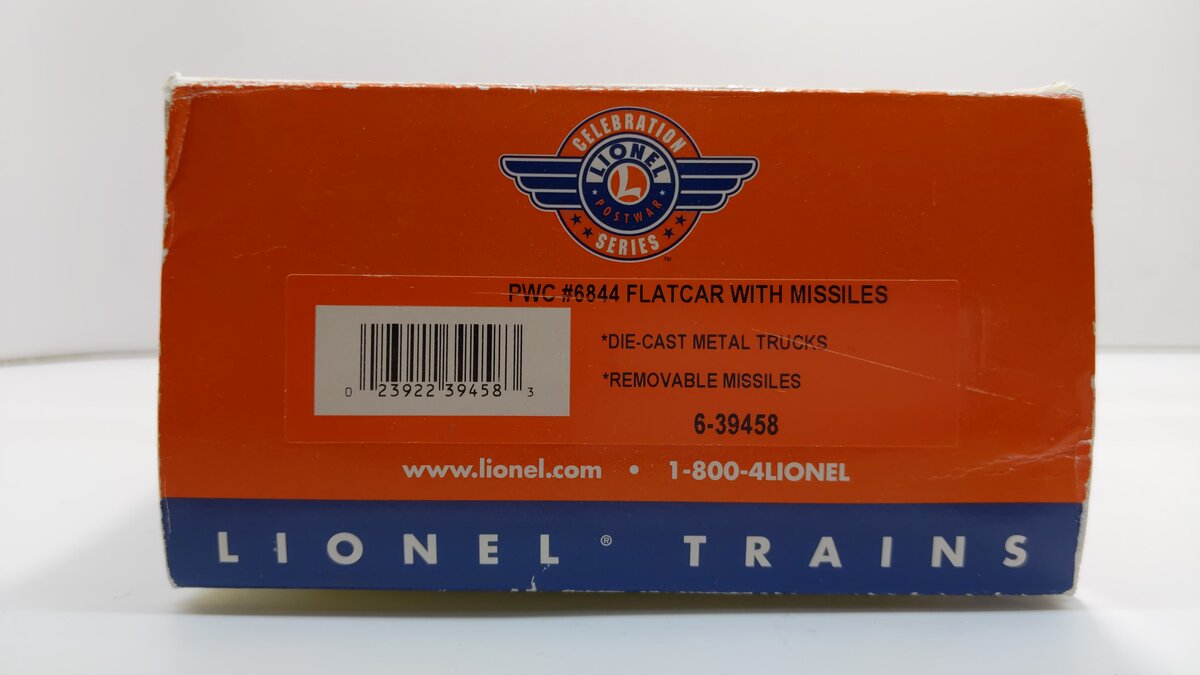 CELEBRATION
LIONEL
L
POSTWAR
SERIES
™
PWC #6844 FLATCAR WITH MISSILES
*DIE-CAST METAL TRUCKS
*REMOVABLE MISSILES
0 23922 39458 3
6-39458
www.lionel.com • 1-800-4LIONEL
LIONEL® TRAINS